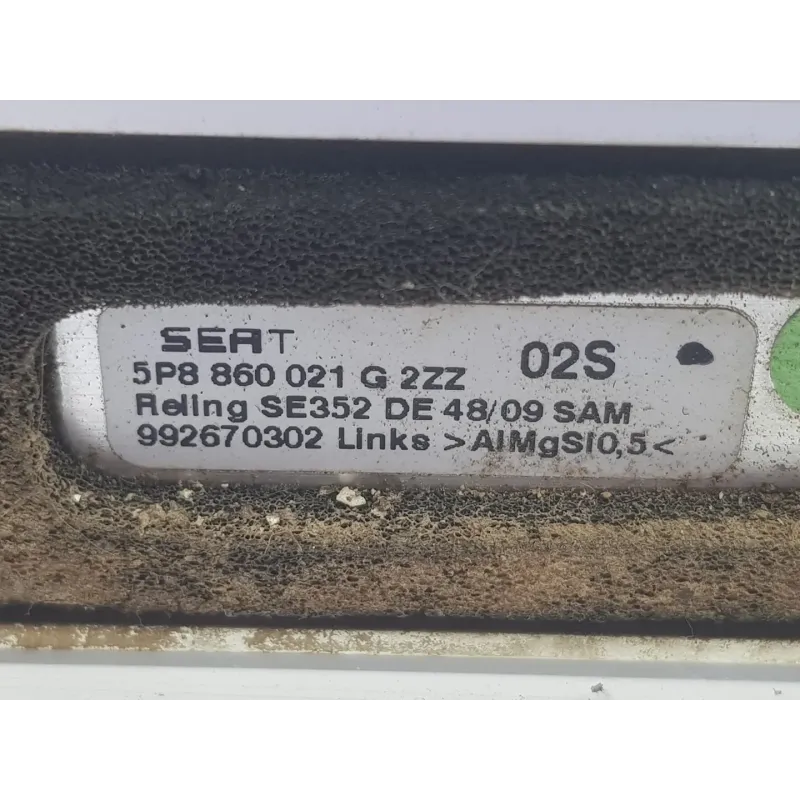 SEAT
5P8 860 021 G 2ZZ 02S
Reling SE352 DE 48/09 SAM
992670302 Links >AlMgSi0,5<